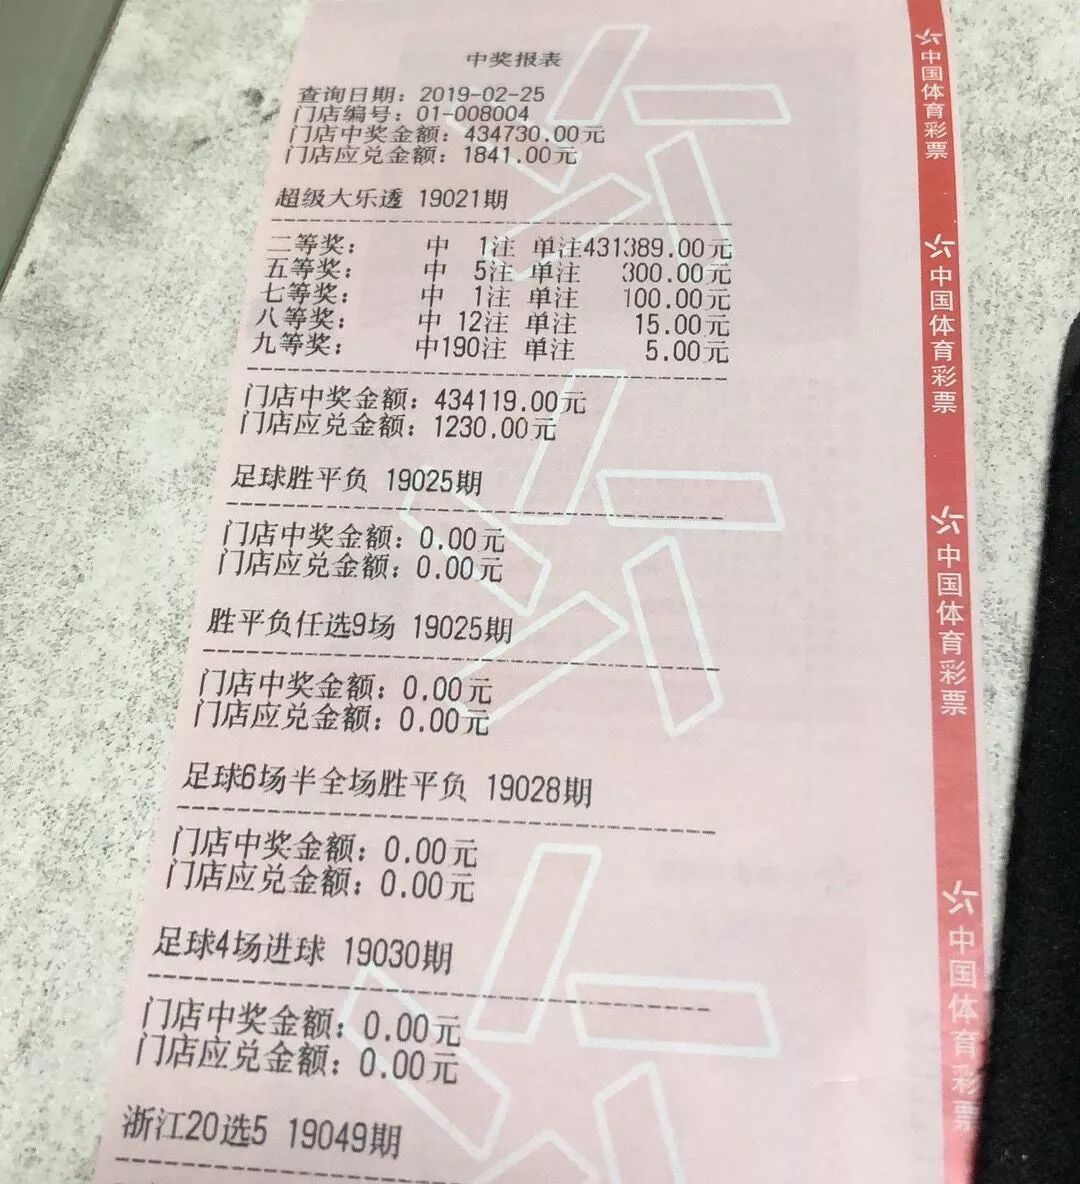 中奖报表
查询日期：2019-02-25
门店编号：01-008004
门店中奖金额：434730.00元
门店应兑金额：1841.00元
超级大乐透 19021期
二等奖： 中 1注 单注431389.00元
五等奖： 中 5注 单注 300.00元
七等奖： 中 1注 单注 100.00元
八等奖： 中 12注 单注 15.00元
九等奖： 中190注 单注 5.00元
门店中奖金额：434119.00元
门店应兑金额：1230.00元
足球胜平负 19025期
门店中奖金额：0.00元
门店应兑金额：0.00元
胜平负任选9场 19025期
门店中奖金额：0.00元
门店应兑金额：0.00元
足球6场半全场胜平负 19028期
门店中奖金额：0.00元
门店应兑金额：0.00元
足球4场进球 19030期
门店中奖金额：0.00元
门店应兑金额：0.00元
浙江20选5 19049期
中国体育彩票
中国体育彩票
中国体育彩票
中国体育彩票